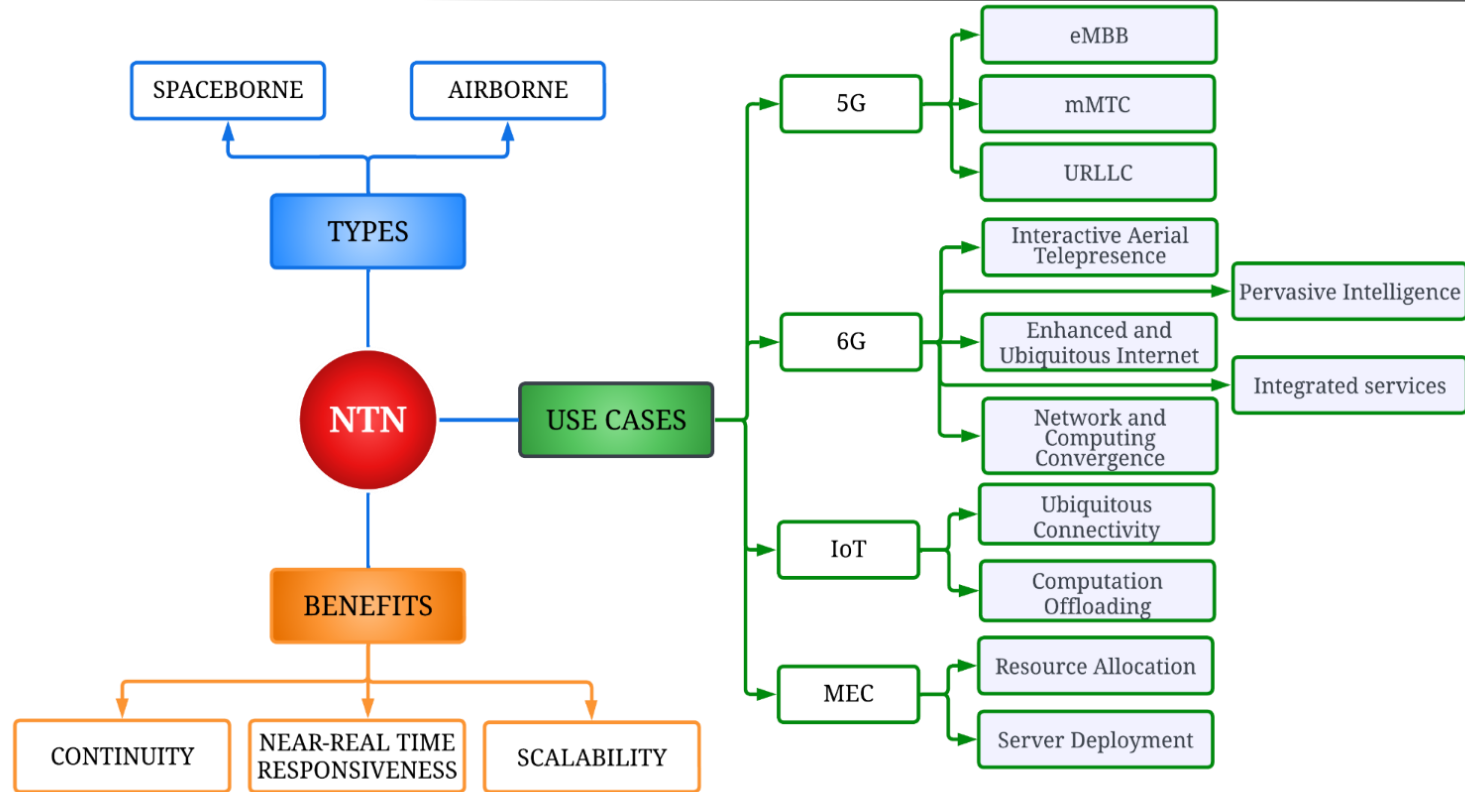 SPACEBORNE
AIRBORNE
TYPES
NTN
BENEFITS
CONTINUITY
NEAR-REAL TIME
RESPONSIVENESS
SCALABILITY
USE CASES
5G
eMBB
mMTC
URLLC
6G
Interactive Aerial
Telepresence
Pervasive Intelligence
Enhanced and
Ubiquitous Internet
Integrated services
Network and
Computing
Convergence
IoT
Ubiquitous
Connectivity
Computation
Offloading
MEC
Resource Allocation
Server Deployment